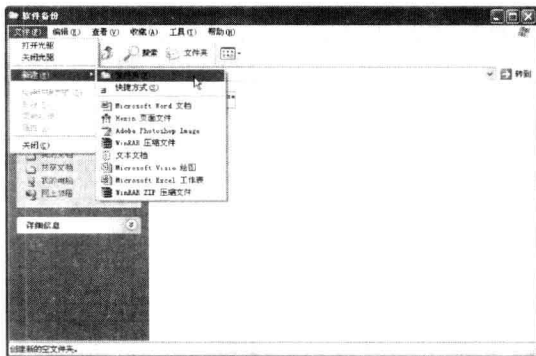 软件备份
文件(F) 编辑(E) 查看(V) 收藏(A) 工具(T) 帮助(H)
打开光驱
关闭光驱
搜索 文件夹
新建(W)
文件夹(F)
转到
快捷方式(S)
Microsoft Word 文档
页面文件
Adobe Photoshop Image
WinRAR 压缩文件
文本文档
Microsoft Visio 绘图
Microsoft Excel 工作表
WinRAR ZIP 压缩文件
关闭(C)
共享文档
我的电脑
网上邻居
详细信息
创建新的空文件夹。